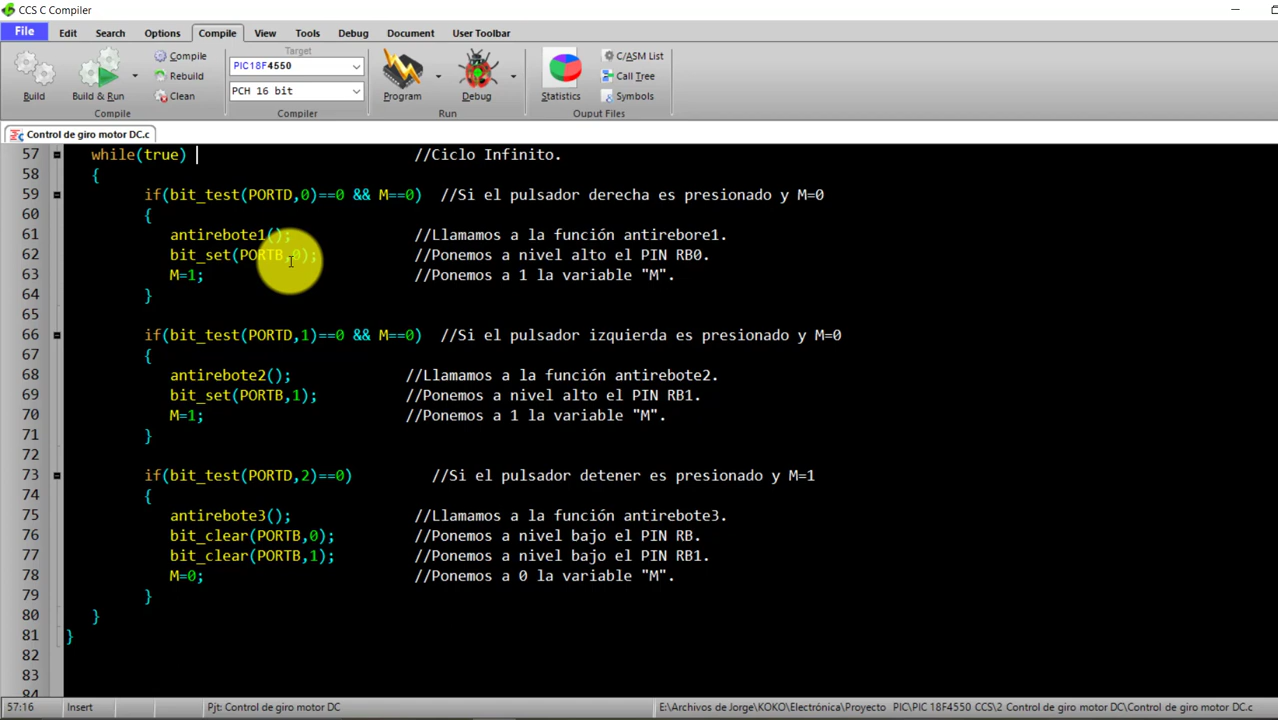 CCS C Compiler
File Edit Search Options Compile View Tools Debug Document User Toolbar
Target
Compile
PIC18F4550
C/ASM List
Rebuild
Call Tree
Build Build & Run Clean
PCH 16 bit
Program Debug Statistics Symbols
Compile Compiler Run Ouput Files
Control de giro motor DC.c
57 while(true) //Ciclo Infinito.
58 {
59 if(bit_test(PORTD,0)==0 && M==0) //Si el pulsador derecha es presionado y M=0
60 {
61 antirebote1(); //Llamamos a la función antirebore1.
62 bit_set(PORTB,0); //Ponemos a nivel alto el PIN RB0.
63 M=1; //Ponemos a 1 la variable "M".
64 }
65
66 if(bit_test(PORTD,1)==0 && M==0) //Si el pulsador izquierda es presionado y M=0
67 {
68 antirebote2(); //Llamamos a la función antirebote2.
69 bit_set(PORTB,1); //Ponemos a nivel alto el PIN RB1.
70 M=1; //Ponemos a 1 la variable "M".
71 }
72
73 if(bit_test(PORTD,2)==0) //Si el pulsador detener es presionado y M=1
74 {
75 antirebote3(); //Llamamos a la función antirebote3.
76 bit_clear(PORTB,0); //Ponemos a nivel bajo el PIN RB.
77 bit_clear(PORTB,1); //Ponemos a nivel bajo el PIN RB1.
78 M=0; //Ponemos a 0 la variable "M".
79 }
80 }
81 }
82
83
84
57:16 Insert Pjt: Control de giro motor DC E:\Archivos de Jorge\KOKO\Electrónica\Proyecto PIC\PIC 18F4550 CCS\2 Control de giro motor DC\Control de giro motor DC.c